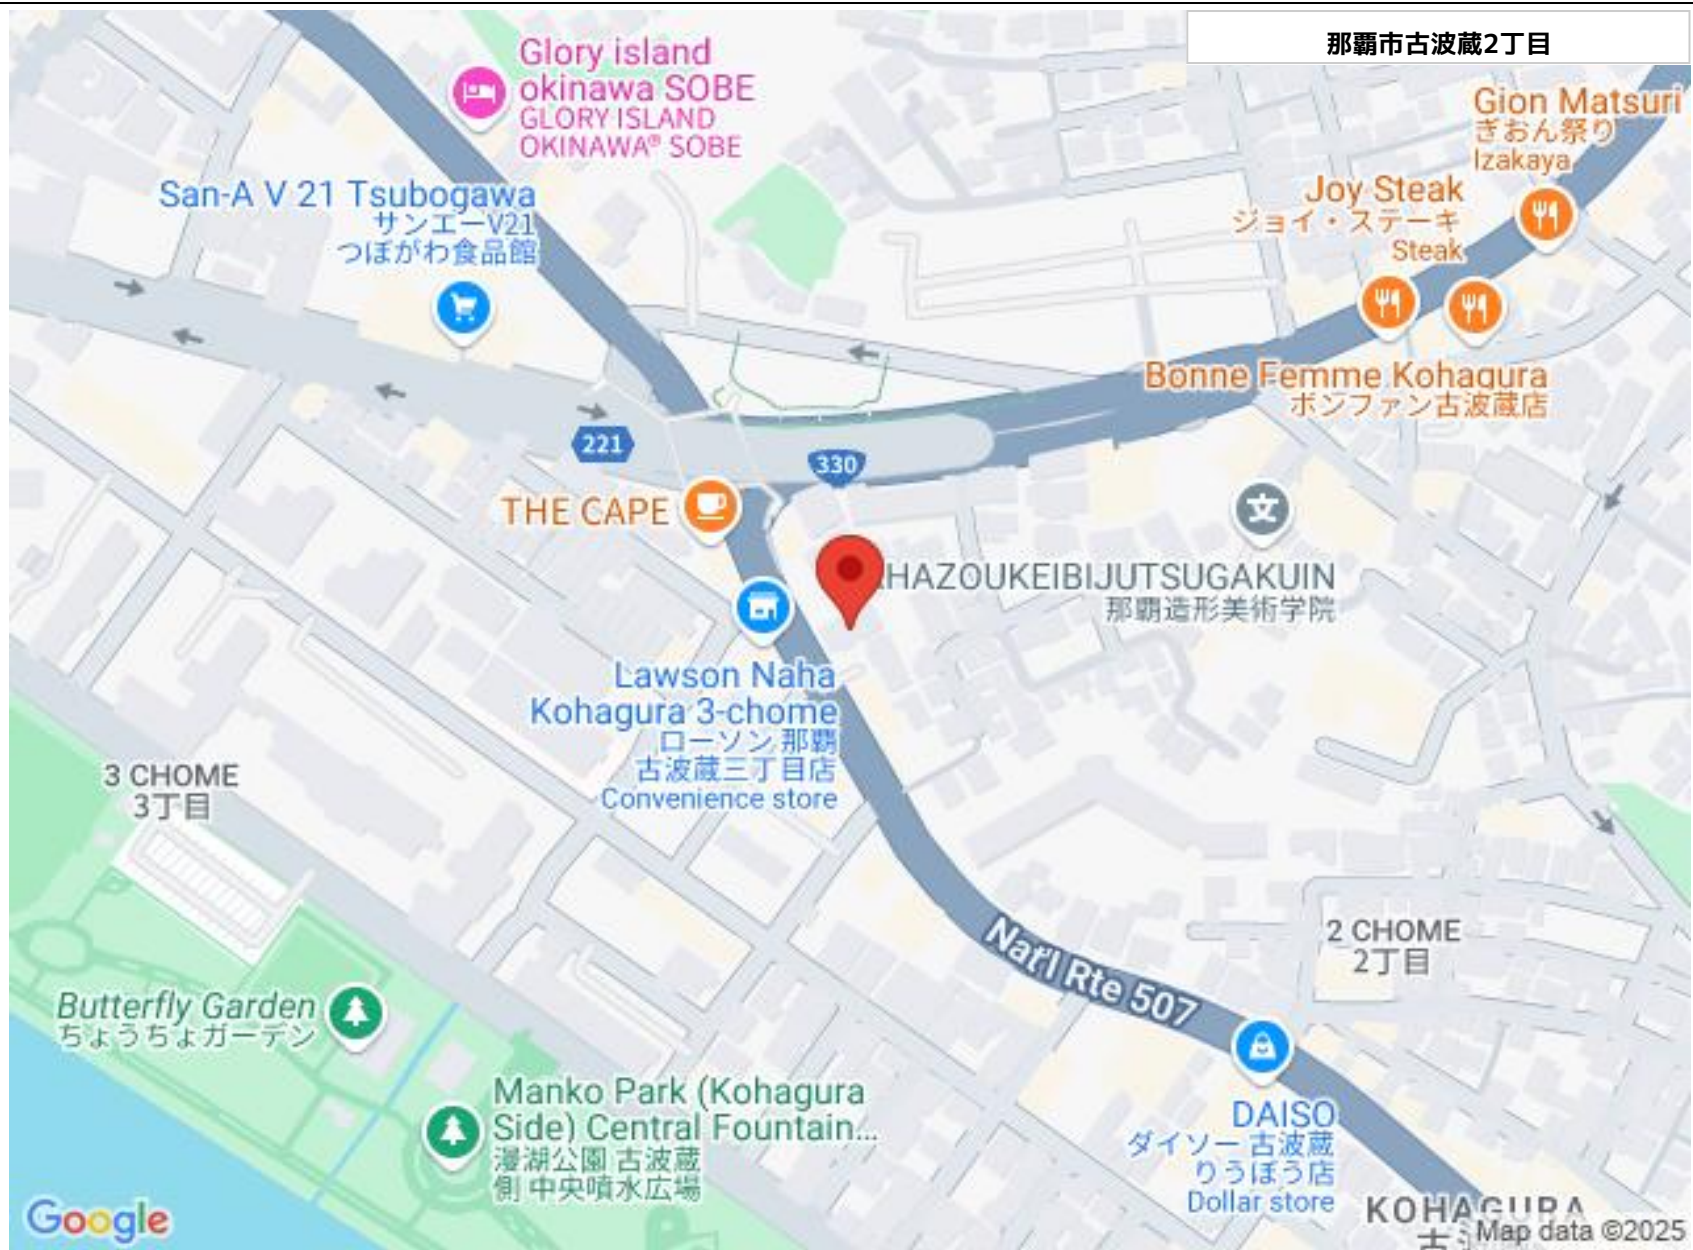 那覇市古波蔵2丁目
Glory island
okinawa SOBE
GLORY ISLAND
OKINAWA® SOBE
Gion Matsuri
ぎおん祭り
Izakaya
San-A V 21 Tsubogawa
サンエーV21
つぼがわ食品館
Joy Steak
ジョイ・ステーキ
Steak
Bonne Femme Kohagura
ボンファン古波蔵店
221
330
THE CAPE
文
HAZOUKEIBIJUTSUGAKUIN
那覇造形美術学院
Lawson Naha
Kohagura 3-chome
ローソン 那覇
古波蔵三丁目店
Convenience store
3 CHOME
3丁目
2 CHOME
2丁目
Nat'l Rte 507
Butterfly Garden
ちょうちょガーデン
Manko Park (Kohagura
Side) Central Fountain...
漫湖公園 古波蔵
側 中央噴水広場
DAISO
ダイソー 古波蔵
りうぼう店
Dollar store
KOHAGURA
Google
Map data ©2025